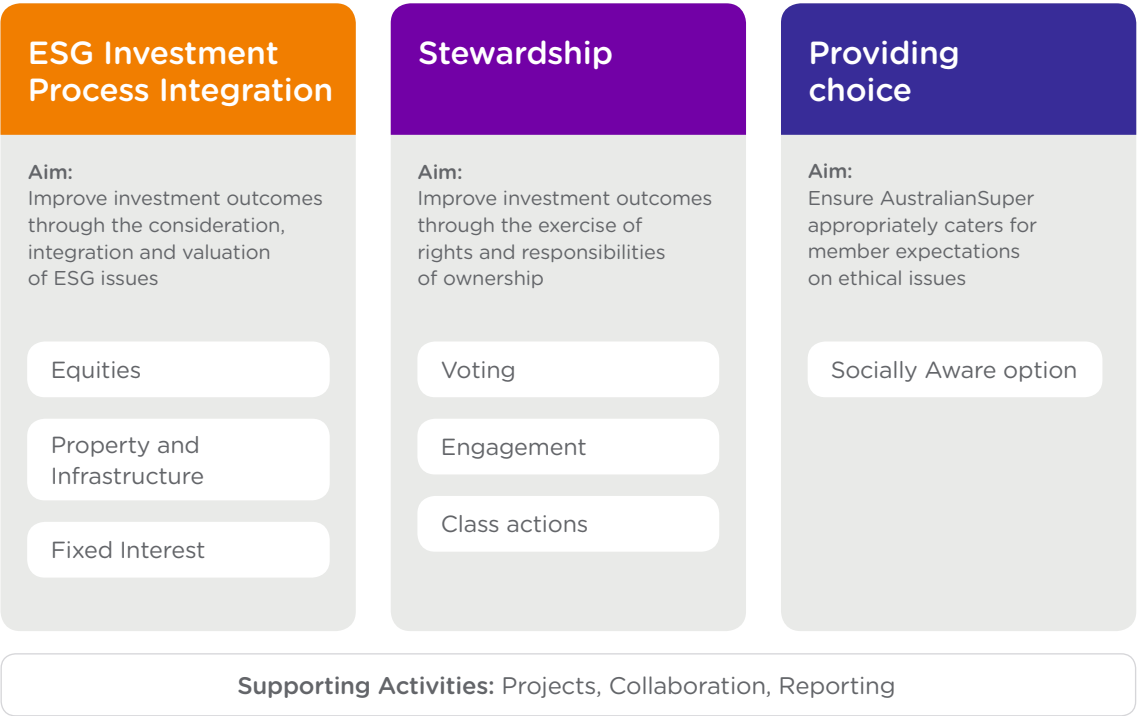 ESG Investment
Process Integration
Aim:
Improve investment outcomes
through the consideration,
integration and valuation
of ESG issues
Equities
Property and
Infrastructure
Fixed Interest
Stewardship
Aim:
Improve investment outcomes
through the exercise of
rights and responsibilities
of ownership
Voting
Engagement
Class actions
Providing
choice
Aim:
Ensure AustralianSuper
appropriately caters for
member expectations
on ethical issues
Socially Aware option
Supporting Activities: Projects, Collaboration, Reporting